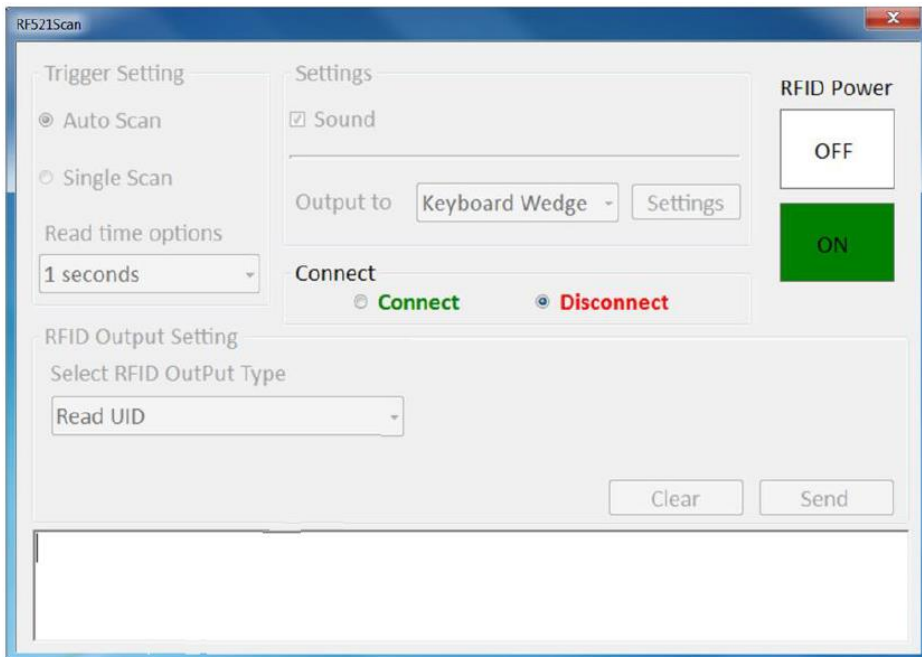 RF521Scan
Trigger Setting
Auto Scan
Single Scan
Read time options
1 seconds
Settings
Sound
Output to Keyboard Wedge Settings
Connect
Connect Disconnect
RFID Power
OFF
ON
RFID Output Setting
Select RFID OutPut Type
Read UID
Clear Send